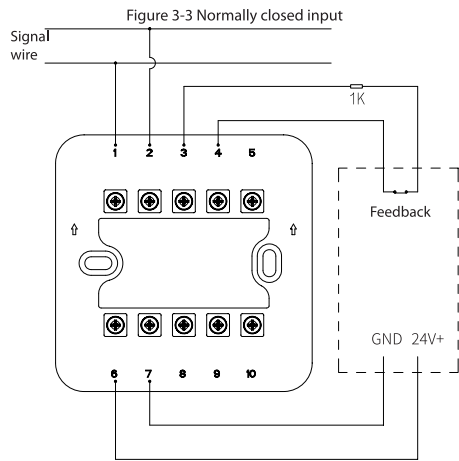 Figure 3-3 Normally closed input
Signal
wire
1K
1 2 3 4 5
Feedback
GND 24V+
6 7 8 9 10